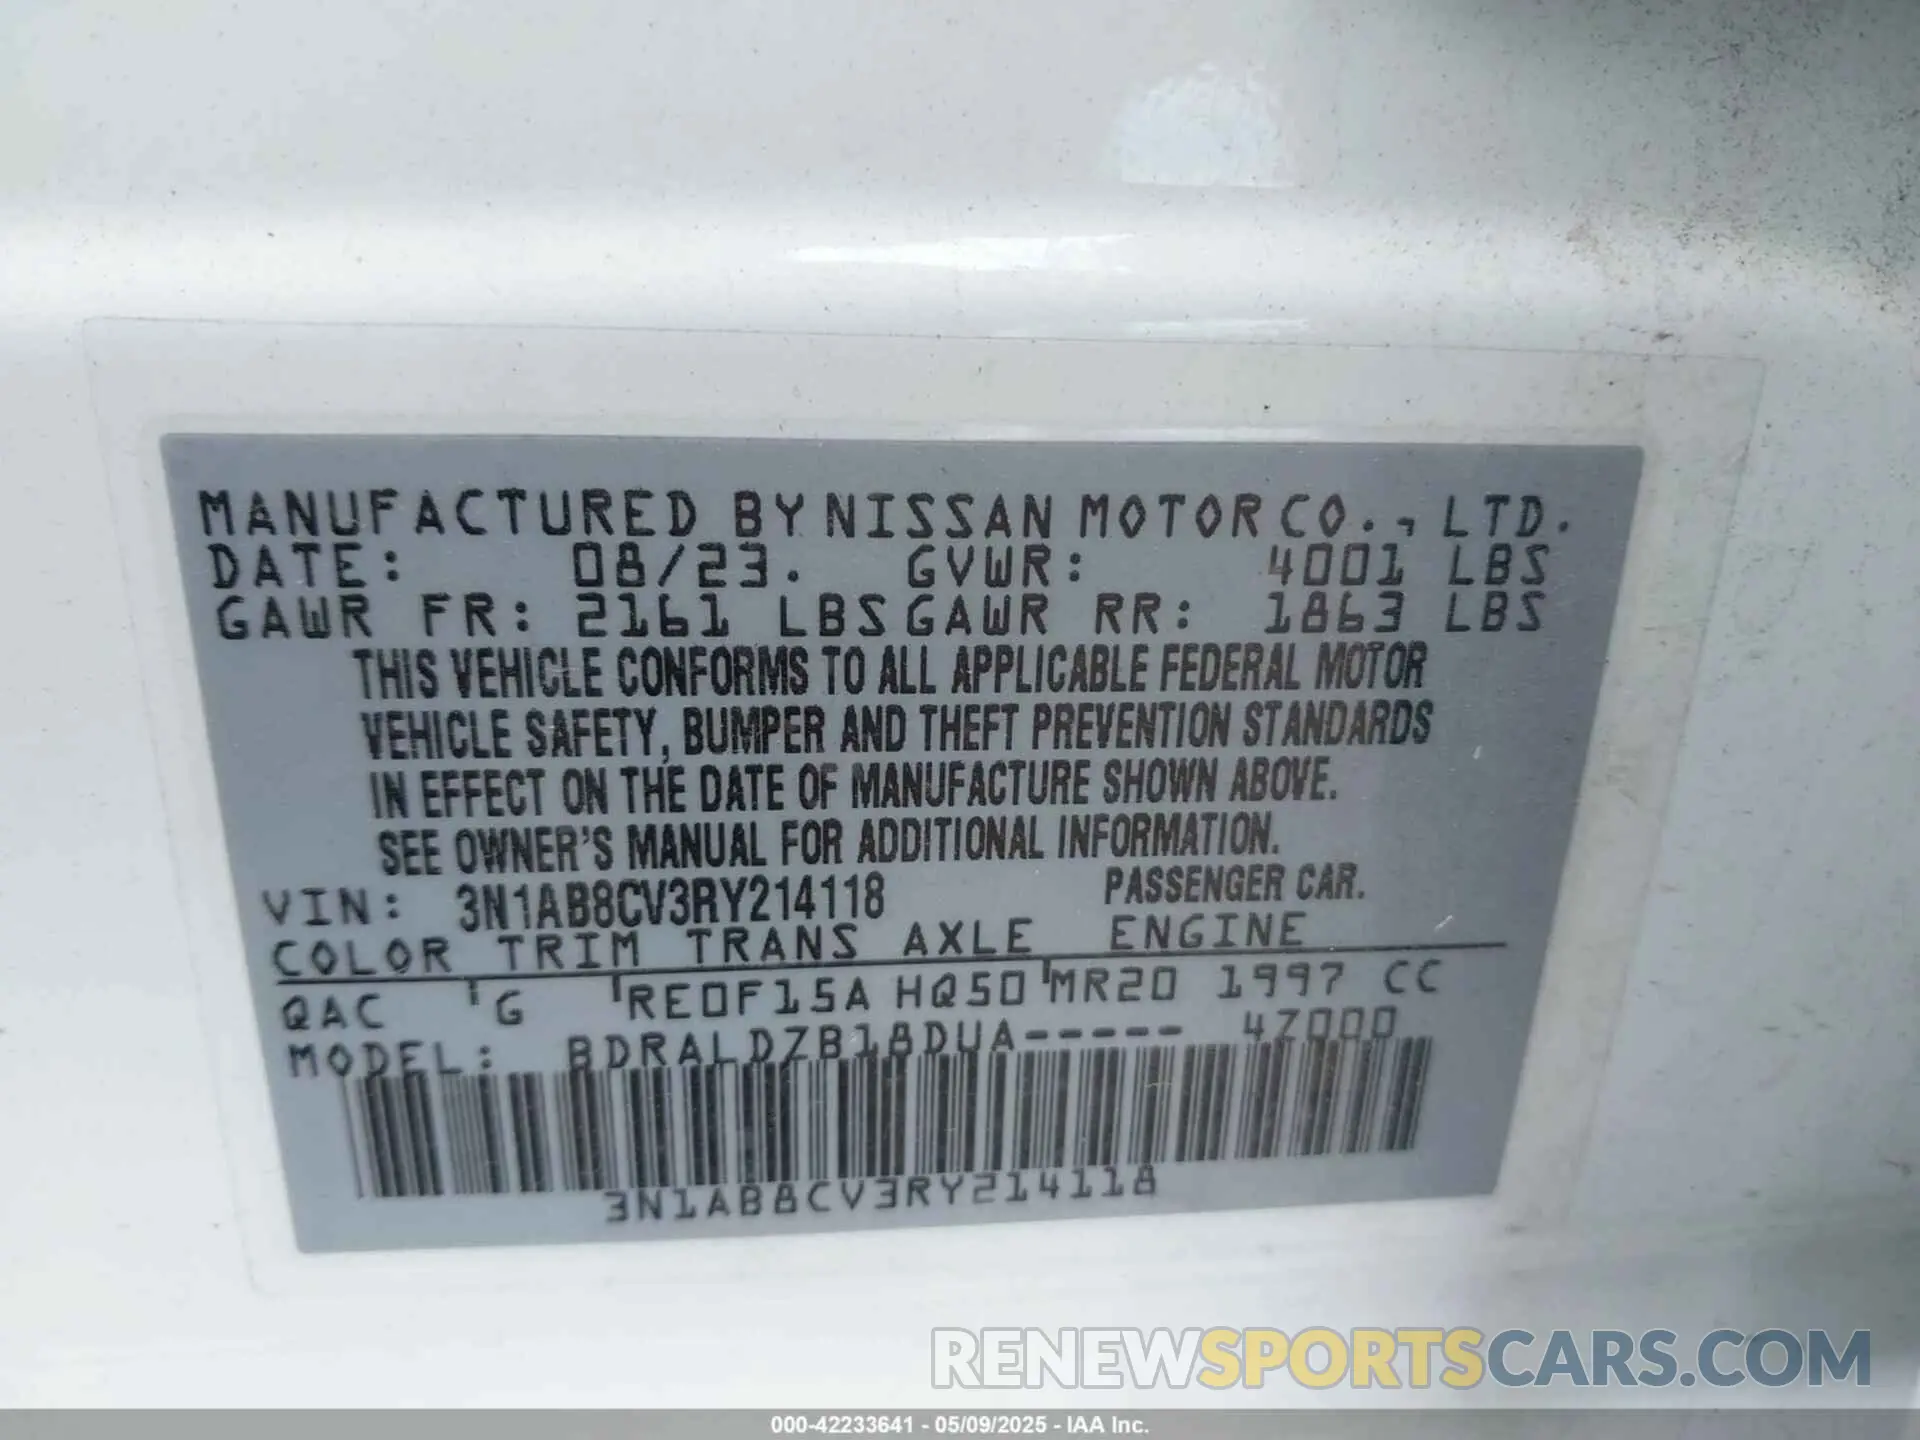 MANUFACTURED BY NISSAN MOTOR CO., LTD.
DATE: 08/23. GVWR: 4001 LBS
GAWR FR: 2161 LBS GAWR RR: 1863 LBS
THIS VEHICLE CONFORMS TO ALL APPLICABLE FEDERAL MOTOR
VEHICLE SAFETY, BUMPER AND THEFT PREVENTION STANDARDS
IN EFFECT ON THE DATE OF MANUFACTURE SHOWN ABOVE.
SEE OWNER'S MANUAL FOR ADDITIONAL INFORMATION.
VIN: 3N1AB8CV3RY214118 PASSENGER CAR.
COLOR TRIM TRANS AXLE ENGINE
QAC G RE0F15A HQ50 MR20 1997 CC
MODEL: BDRALDZB18DUA----- 4Z000
3N1AB8CV3RY214118
RENEWSPORTSCARS.COM
000-42233641 - 05/09/2025 - IAA Inc.